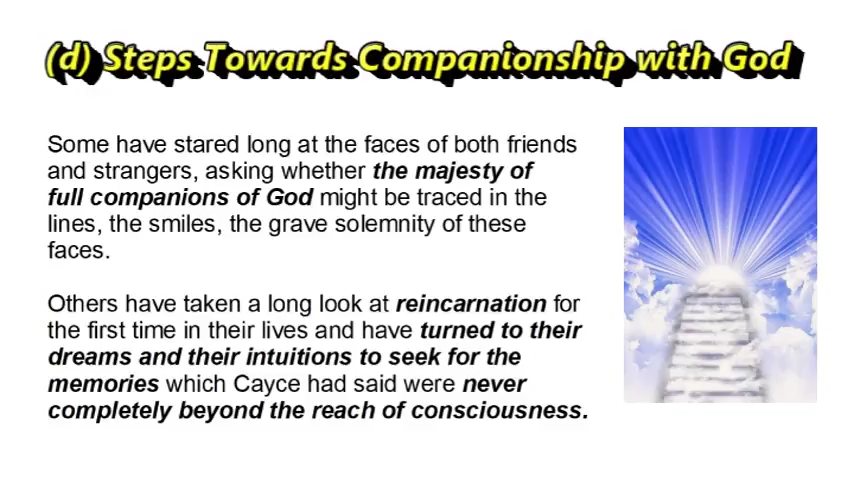 (d) Steps Towards Companionship with God
Some have stared long at the faces of both friends
and strangers, asking whether the majesty of
full companions of God might be traced in the
lines, the smiles, the grave solemnity of these
faces.
Others have taken a long look at reincarnation for
the first time in their lives and have turned to their
dreams and their intuitions to seek for the
memories which Cayce had said were never
completely beyond the reach of consciousness.